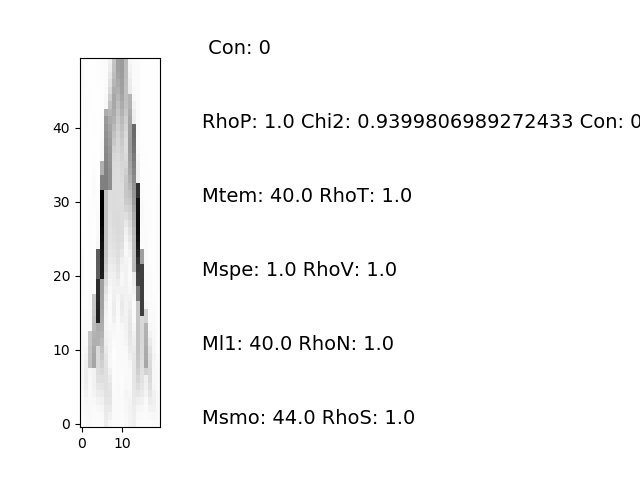 Con: 0
RhoP: 1.0 Chi2: 0.9399806989272433 Con: 0
Mtem: 40.0 RhoT: 1.0
Mspe: 1.0 RhoV: 1.0
Ml1: 40.0 RhoN: 1.0
Msmo: 44.0 RhoS: 1.0
40
30
20
10
0
0 10